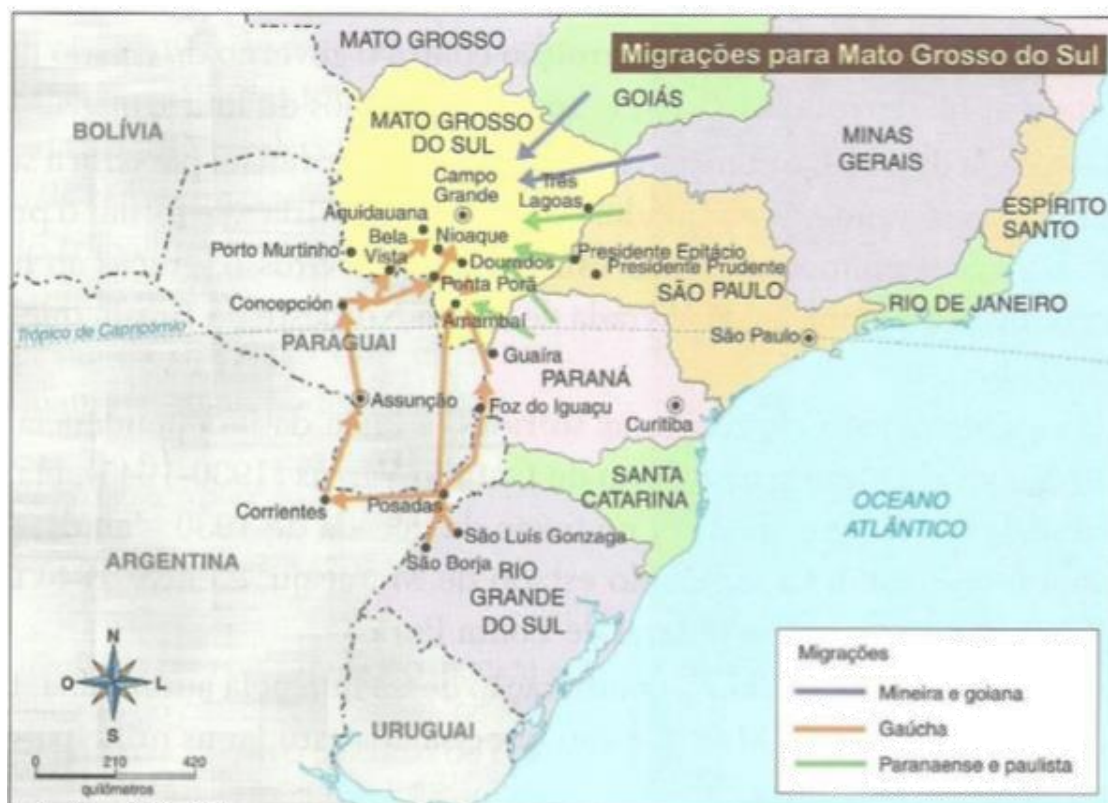 MATO GROSSO
Migrações para Mato Grosso do Sul
GOIÁS
BOLÍVIA
MATO GROSSO
DO SUL
MINAS
GERAIS
Campo
Grande
Três
Lagoas
ESPÍRITO
SANTO
Aquidauana
Nioaque
Porto Murtinho
Bela
Vista
Dourados
Presidente Epitácio
Presidente Prudente
Ponta Porã
SÃO PAULO
RIO DE JANEIRO
Concepción
Amambaí
Trópico de Capricórnio
São Paulo
PARAGUAI
Guaíra
PARANÁ
Assunção
Foz do Iguaçu
Curitiba
SANTA
CATARINA
Corrientes
Posadas
OCEANO
ATLÂNTICO
São Luís Gonzaga
ARGENTINA
São Borja
RIO
GRANDE
DO SUL
N
O
L
S
URUGUAI
0 210 420
quilômetros
Migrações
Mineira e goiana
Gaúcha
Paranaense e paulista